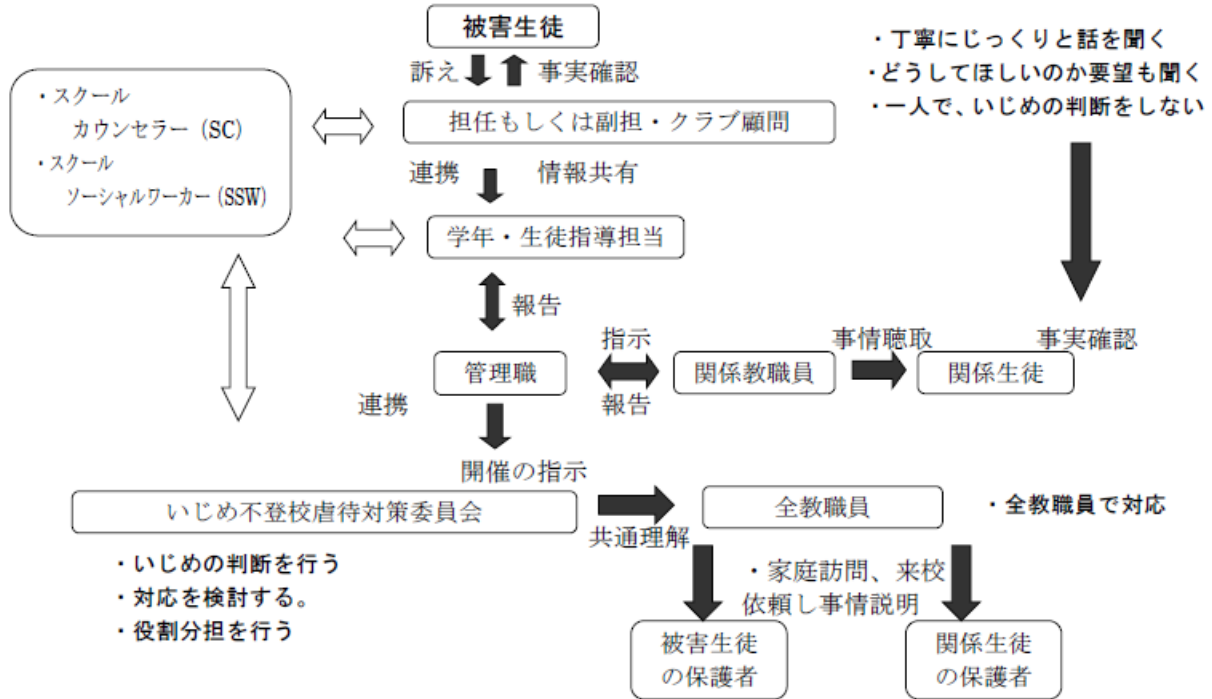 被害生徒
訴え
事実確認
・丁寧にじっくりと話を聞く
・どうしてほしいのか要望も聞く
・一人で、いじめの判断をしない
・スクール
カウンセラー（SC）
・スクール
ソーシャルワーカー（SSW）
担任もしくは副担・クラブ顧問
連携
情報共有
学年・生徒指導担当
報告
指示
事情聴取
事実確認
管理職
関係教職員
関係生徒
連携
報告
開催の指示
いじめ不登校虐待対策委員会
全教職員
・全教職員で対応
共通理解
・いじめの判断を行う
・対応を検討する。
・役割分担を行う
・家庭訪問、来校
依頼し事情説明
被害生徒
の保護者
関係生徒
の保護者